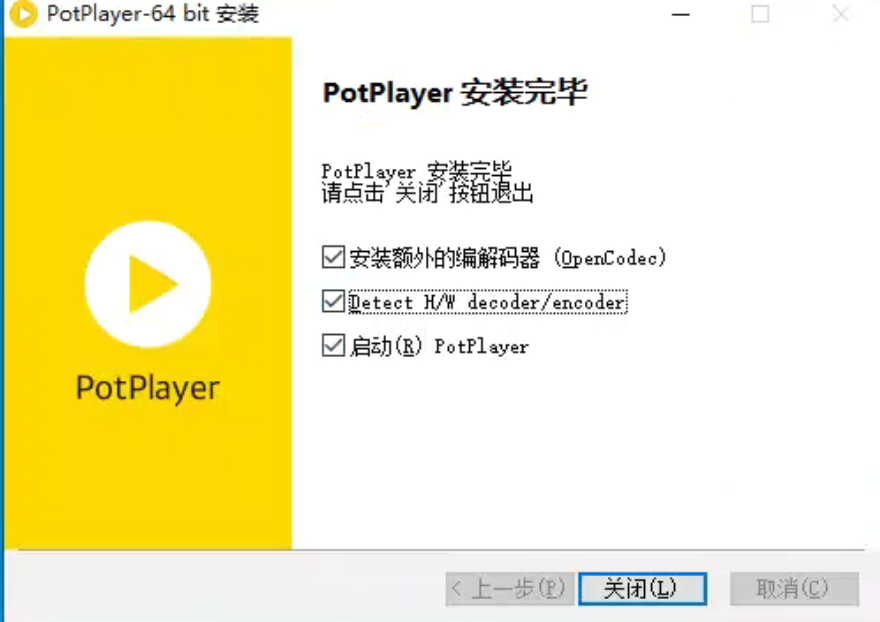 PotPlayer-64 bit 安装
PotPlayer 安装完毕
PotPlayer 安装完毕
请点击'关闭'按钮退出
安装额外的编解码器 (OpenCodec)
Detect H/W decoder/encoder
启动(R) PotPlayer
PotPlayer
< 上一步(P)
关闭(L)
取消(C)